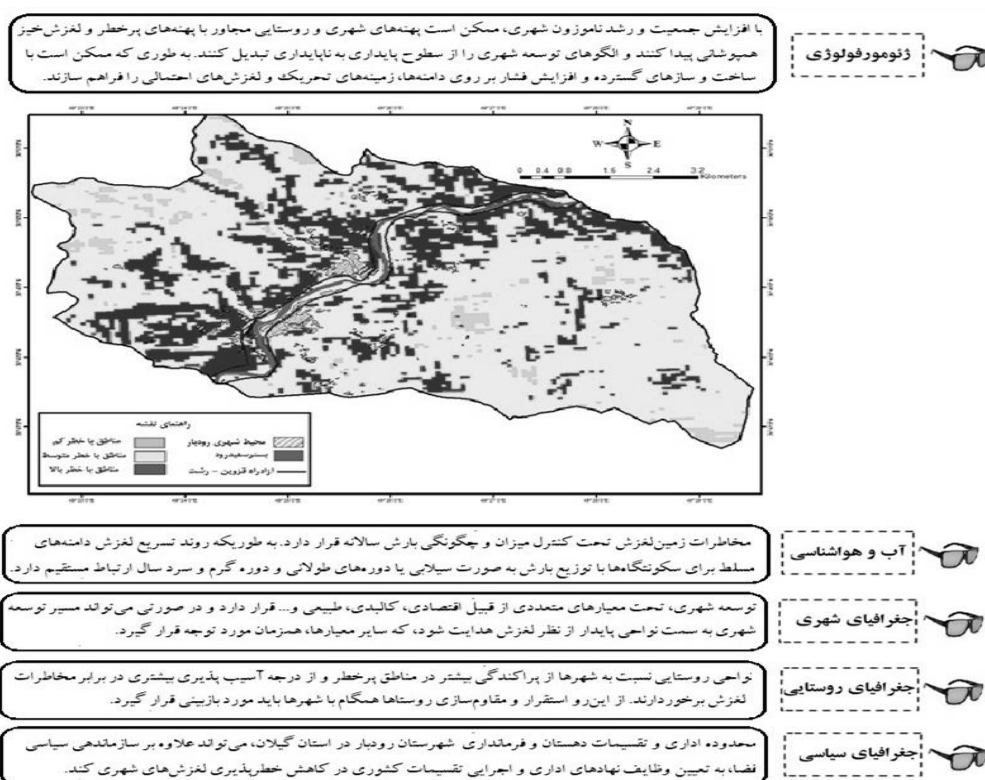 با افزایش جمعیت و رشد ناموزون شهری، ممکن است پهنه‌های شهری و روستایی مجاور با پهنه‌های پرخطر و لغزش‌خیز
همپوشانی پیدا کنند و الگوهای توسعه شهری را از سطوح پایداری به ناپایداری تبدیل کنند. به طوری که ممکن است با
ساخت و سازهای گسترده و افزایش فشار بر روی دامنه‌ها، زمینه‌های تحریک و لغزش‌های احتمالی را فراهم سازند.
ژئومورفولوژی
N
W E
S
0 0.4 0.8 1.6 2.4 3.2
Kilometers
راهنمای نقشه
محیط شهری رودبار
مناطق با خطر کم
بستر سفیدرود
مناطق با خطر متوسط
ازادراه قزوین - رشت
مناطق با خطر بالا
مخاطرات زمین‌لغزش تحت کنترل میزان و چگونگی بارش سالانه قرار دارد. به طوریکه روند تسریع لغزش دامنه‌های
مسلط برای سکونتگاه‌ها با توزیع بارش به صورت سیلابی یا دوره‌های طولانی و دوره گرم و سرد سال ارتباط مستقیم دارد.
آب و هواشناسی
توسعه شهری، تحت معیارهای متعددی از قبیل اقتصادی، کالبدی، طبیعی و... قرار دارد و در صورتی می‌تواند مسیر توسعه
شهری به سمت نواحی پایدار از نظر لغزش هدایت شود، که سایر معیارها، همزمان مورد توجه قرار گیرد.
جغرافیای شهری
نواحی روستایی نسبت به شهرها از پراکندگی بیشتر در مناطق پرخطر و از درجه آسیب پذیری بیشتری در برابر مخاطرات
لغزش برخوردارند. از این‌رو استقرار و مقاوم‌سازی روستاها همگام با شهرها باید مورد بازبینی قرار گیرد.
جغرافیای روستایی
محدوده اداری و تقسیمات دهستان و فرمانداری شهرستان رودبار در استان گیلان، می‌تواند علاوه بر سازماندهی سیاسی
فضا، به تعیین وظایف نهادهای اداری و اجرایی تقسیمات کشوری در کاهش خطرپذیری لغزش‌های شهری کند.
جغرافیای سیاسی